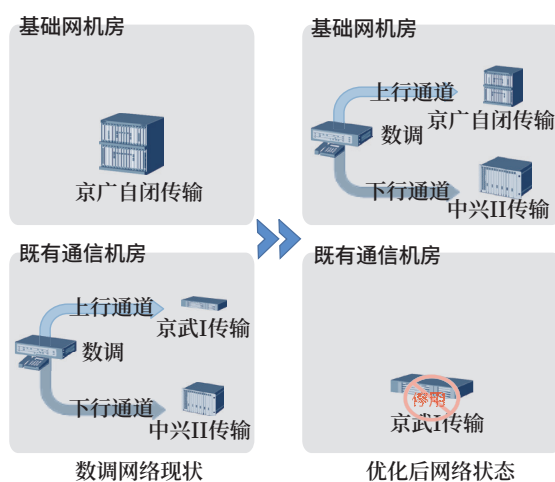 基础网机房
京广自闭传输
既有通信机房
上行通道
京武I传输
数调
下行通道
中兴II传输
数调网络现状
基础网机房
上行通道
京广自闭传输
数调
下行通道
中兴II传输
既有通信机房
停用
京武I传输
优化后网络状态